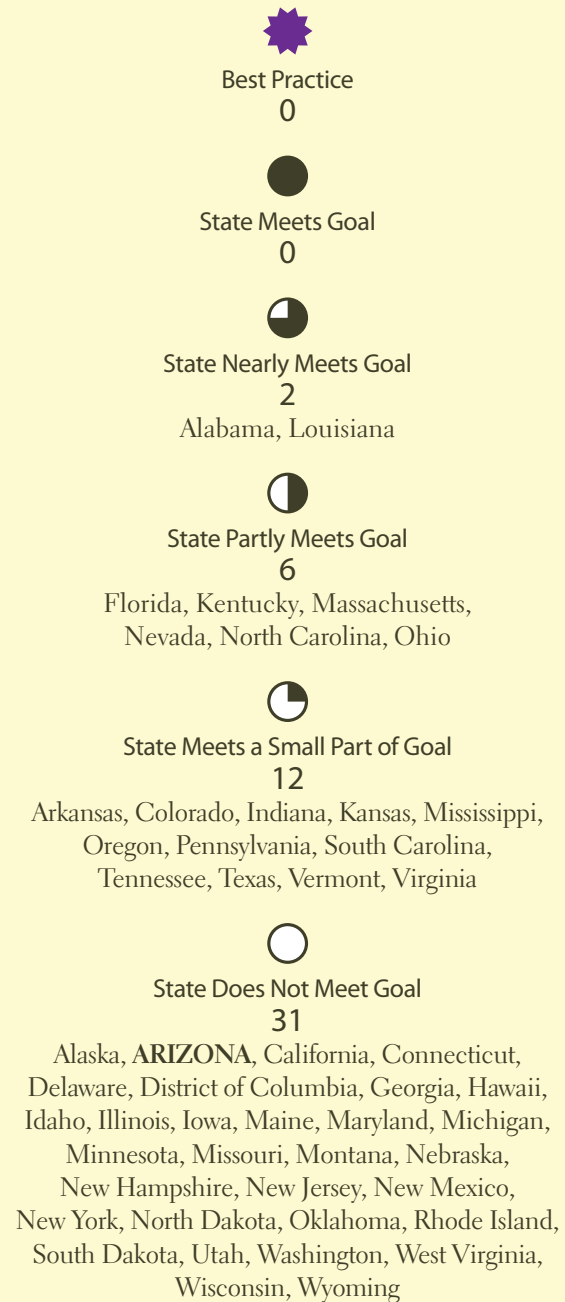 Best Practice
0
State Meets Goal
0
State Nearly Meets Goal
2
Alabama, Louisiana
State Partly Meets Goal
6
Florida, Kentucky, Massachusetts,
Nevada, North Carolina, Ohio
State Meets a Small Part of Goal
12
Arkansas, Colorado, Indiana, Kansas, Mississippi,
Oregon, Pennsylvania, South Carolina,
Tennessee, Texas, Vermont, Virginia
State Does Not Meet Goal
31
Alaska, ARIZONA, California, Connecticut,
Delaware, District of Columbia, Georgia, Hawaii,
Idaho, Illinois, Iowa, Maine, Maryland, Michigan,
Minnesota, Missouri, Montana, Nebraska,
New Hampshire, New Jersey, New Mexico,
New York, North Dakota, Oklahoma, Rhode Island,
South Dakota, Utah, Washington, West Virginia,
Wisconsin, Wyoming